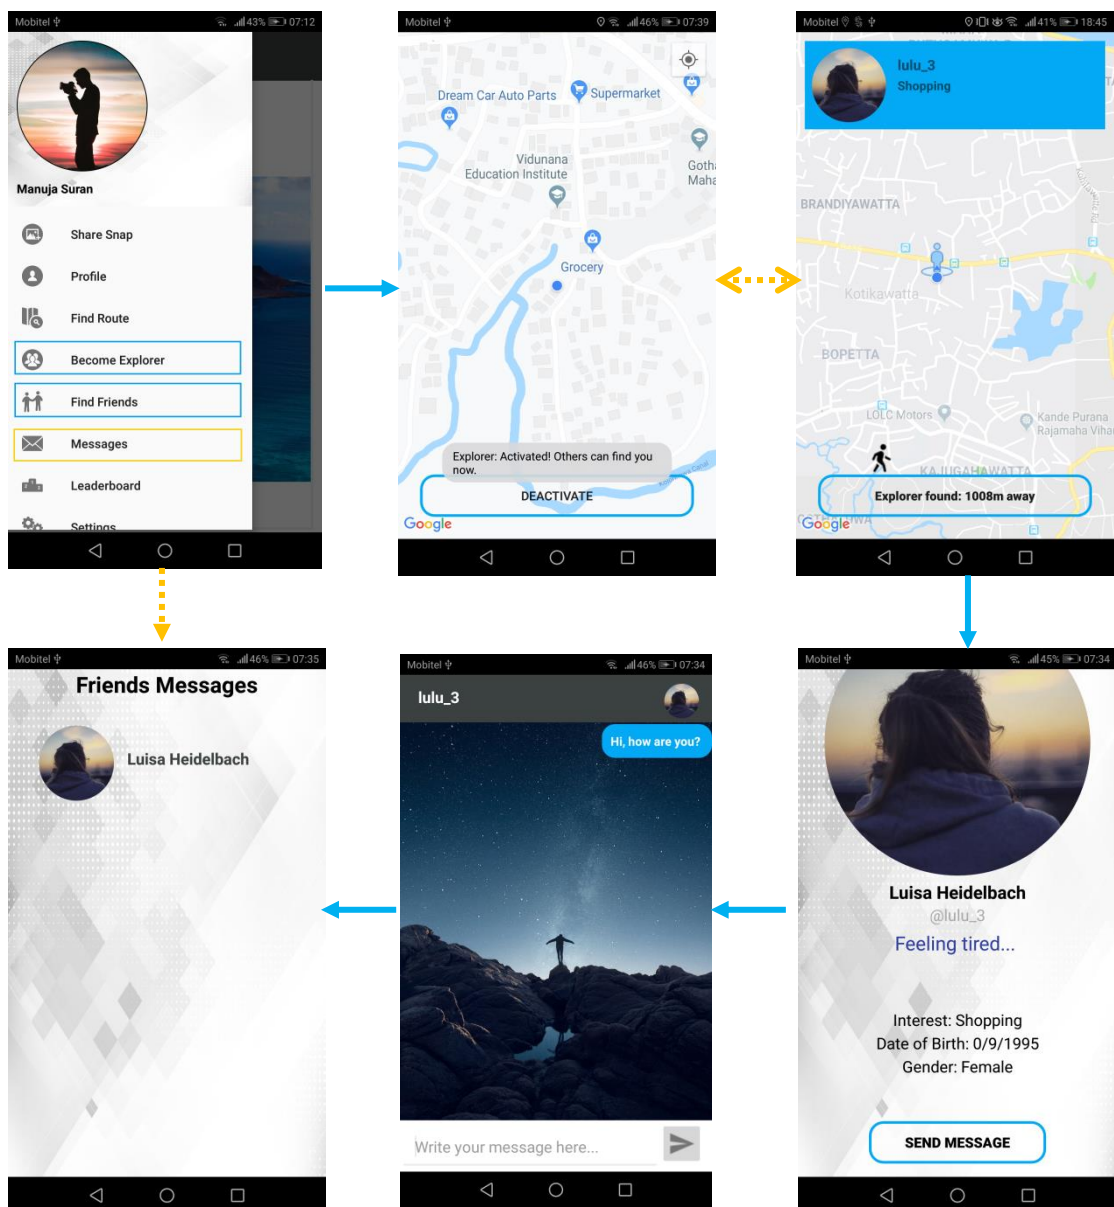 Mobitel 43% 07:12
Manuja Suran
Share Snap
Profile
Find Route
Become Explorer
Find Friends
Messages
Leaderboard
Settings
Mobitel 46% 07:39
Dream Car Auto Parts
Supermarket
Vidunana
Education Institute
Goth
Maha
Grocery
Explorer: Activated! Others can find you
now.
DEACTIVATE
Google
Mobitel 41% 18:45
lulu_3
Shopping
BRANDIYAWATTA
Kotikawatta
BOPETTA
LOLC Motors
Kande Purana
Rajamaha Viha
KAJUGAHAWATTA
Explorer found: 1008m away
Google
Mobitel 46% 07:35
Friends Messages
Luisa Heidelbach
Mobitel 46% 07:34
lulu_3
Hi, how are you?
Write your message here...
Mobitel 45% 07:34
Luisa Heidelbach
@lulu_3
Feeling tired...
Interest: Shopping
Date of Birth: 0/9/1995
Gender: Female
SEND MESSAGE